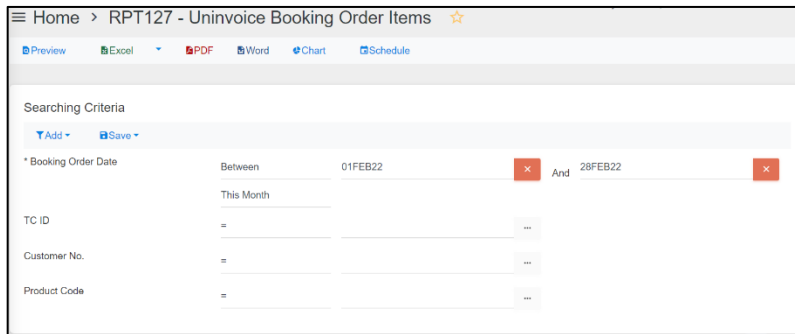 Home > RPT127 - Uninvoice Booking Order Items
Preview Excel PDF Word Chart Schedule
Searching Criteria
Add Save
* Booking Order Date Between 01FEB22 × And 28FEB22 ×
This Month
TC ID = ...
Customer No. = ...
Product Code = ...